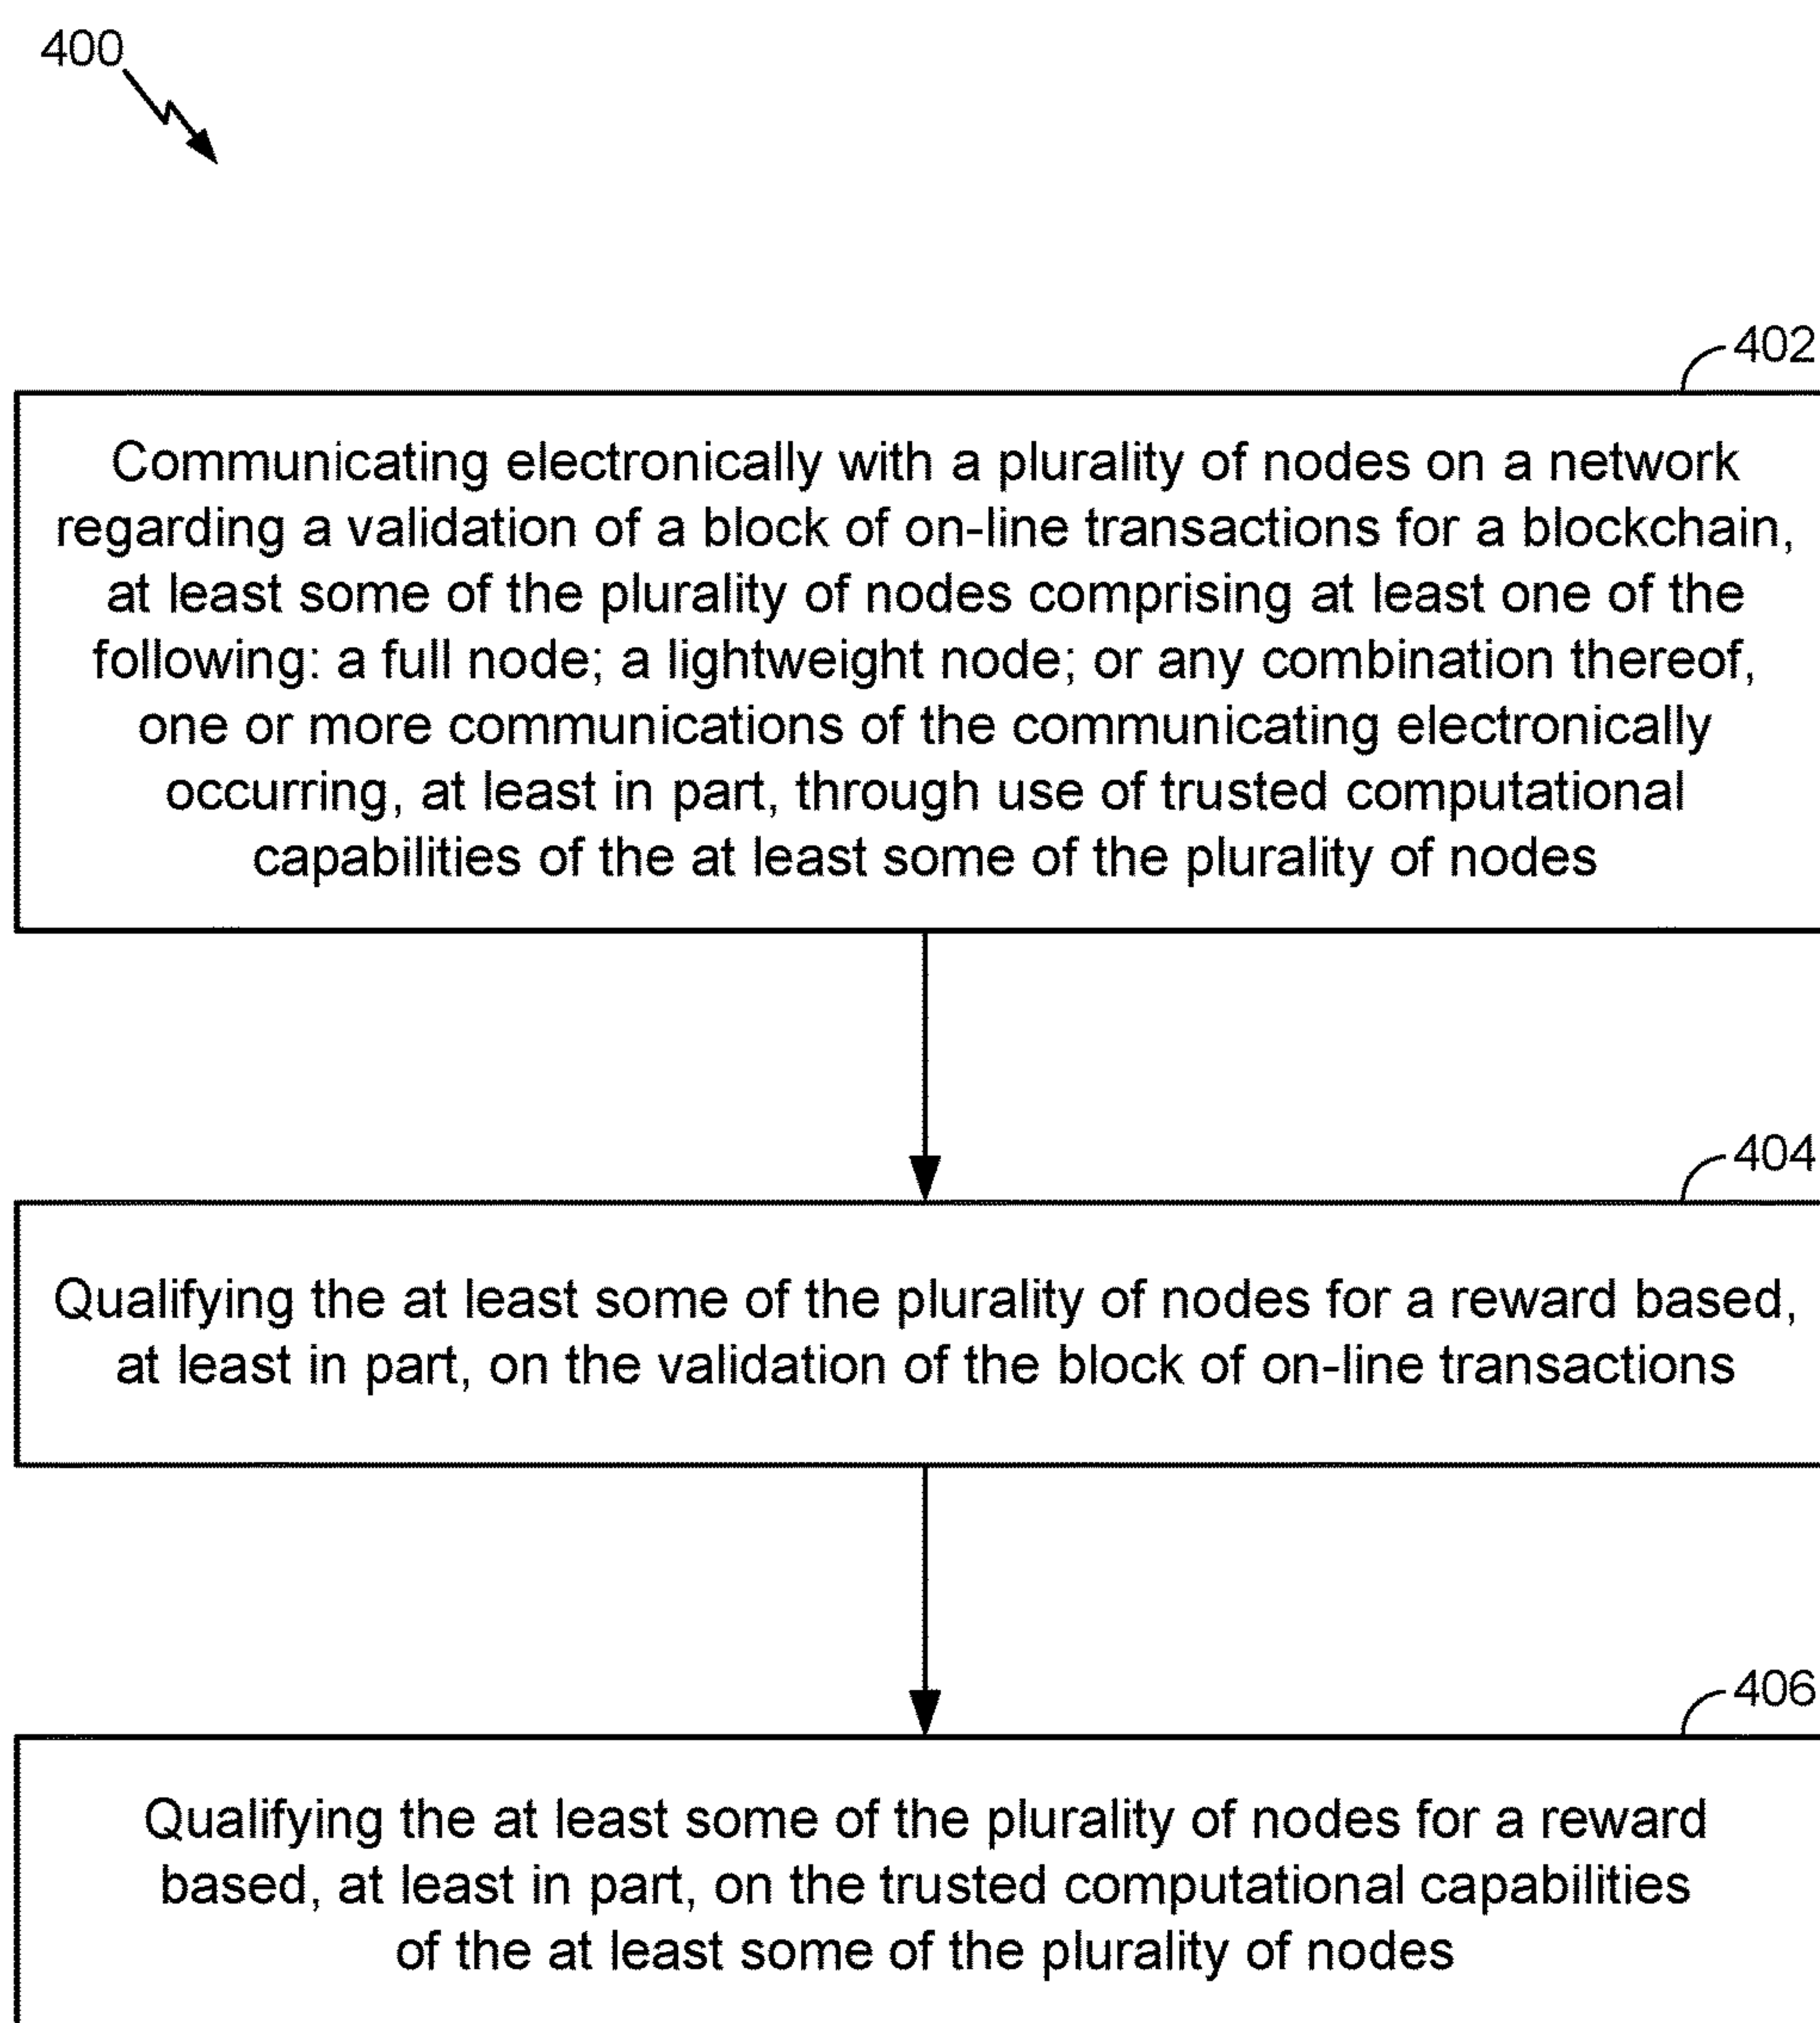 400
402
Communicating electronically with a plurality of nodes on a network
regarding a validation of a block of on-line transactions for a blockchain,
at least some of the plurality of nodes comprising at least one of the
following: a full node; a lightweight node; or any combination thereof,
one or more communications of the communicating electronically
occurring, at least in part, through use of trusted computational
capabilities of the at least some of the plurality of nodes
404
Qualifying the at least some of the plurality of nodes for a reward based,
at least in part, on the validation of the block of on-line transactions
406
Qualifying the at least some of the plurality of nodes for a reward
based, at least in part, on the trusted computational capabilities
of the at least some of the plurality of nodes